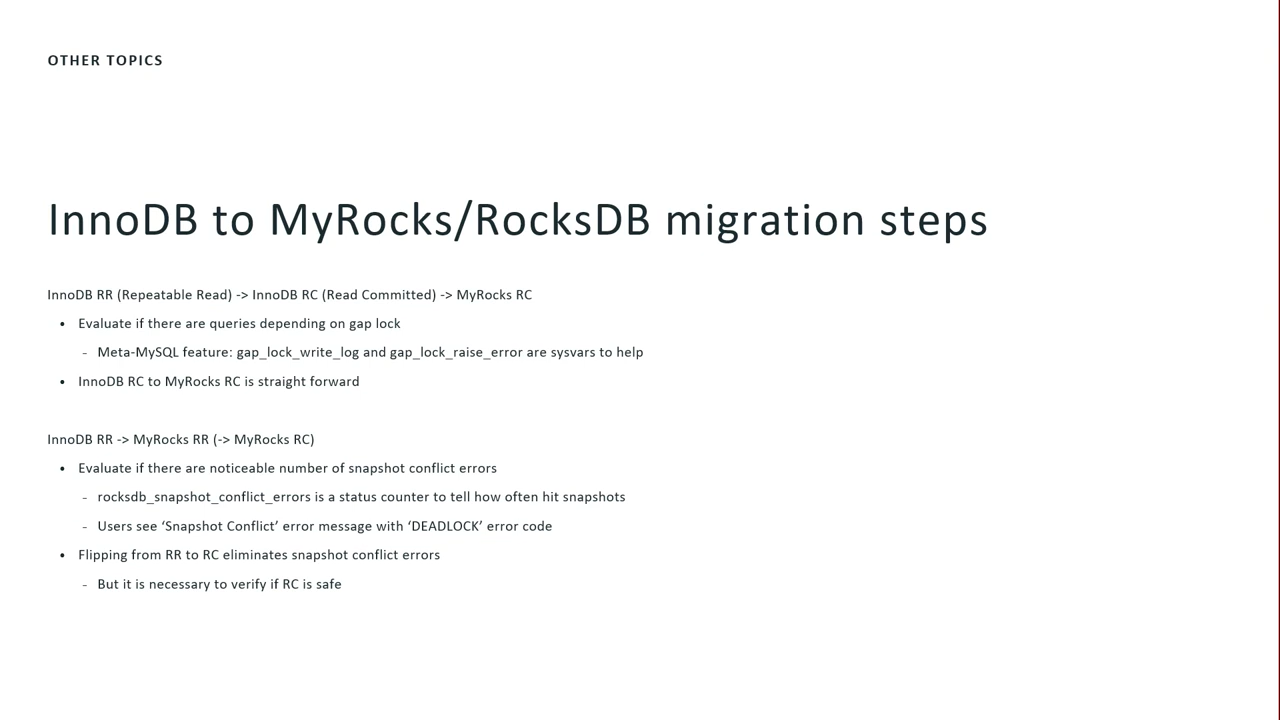 OTHER TOPICS
InnoDB to MyRocks/RocksDB migration steps
InnoDB RR (Repeatable Read) -> InnoDB RC (Read Committed) -> MyRocks RC
• Evaluate if there are queries depending on gap lock
- Meta-MySQL feature: gap_lock_write_log and gap_lock_raise_error are sysvars to help
• InnoDB RC to MyRocks RC is straight forward
InnoDB RR -> MyRocks RR (-> MyRocks RC)
• Evaluate if there are noticeable number of snapshot conflict errors
- rocksdb_snapshot_conflict_errors is a status counter to tell how often hit snapshots
- Users see ‘Snapshot Conflict’ error message with ‘DEADLOCK’ error code
• Flipping from RR to RC eliminates snapshot conflict errors
- But it is necessary to verify if RC is safe